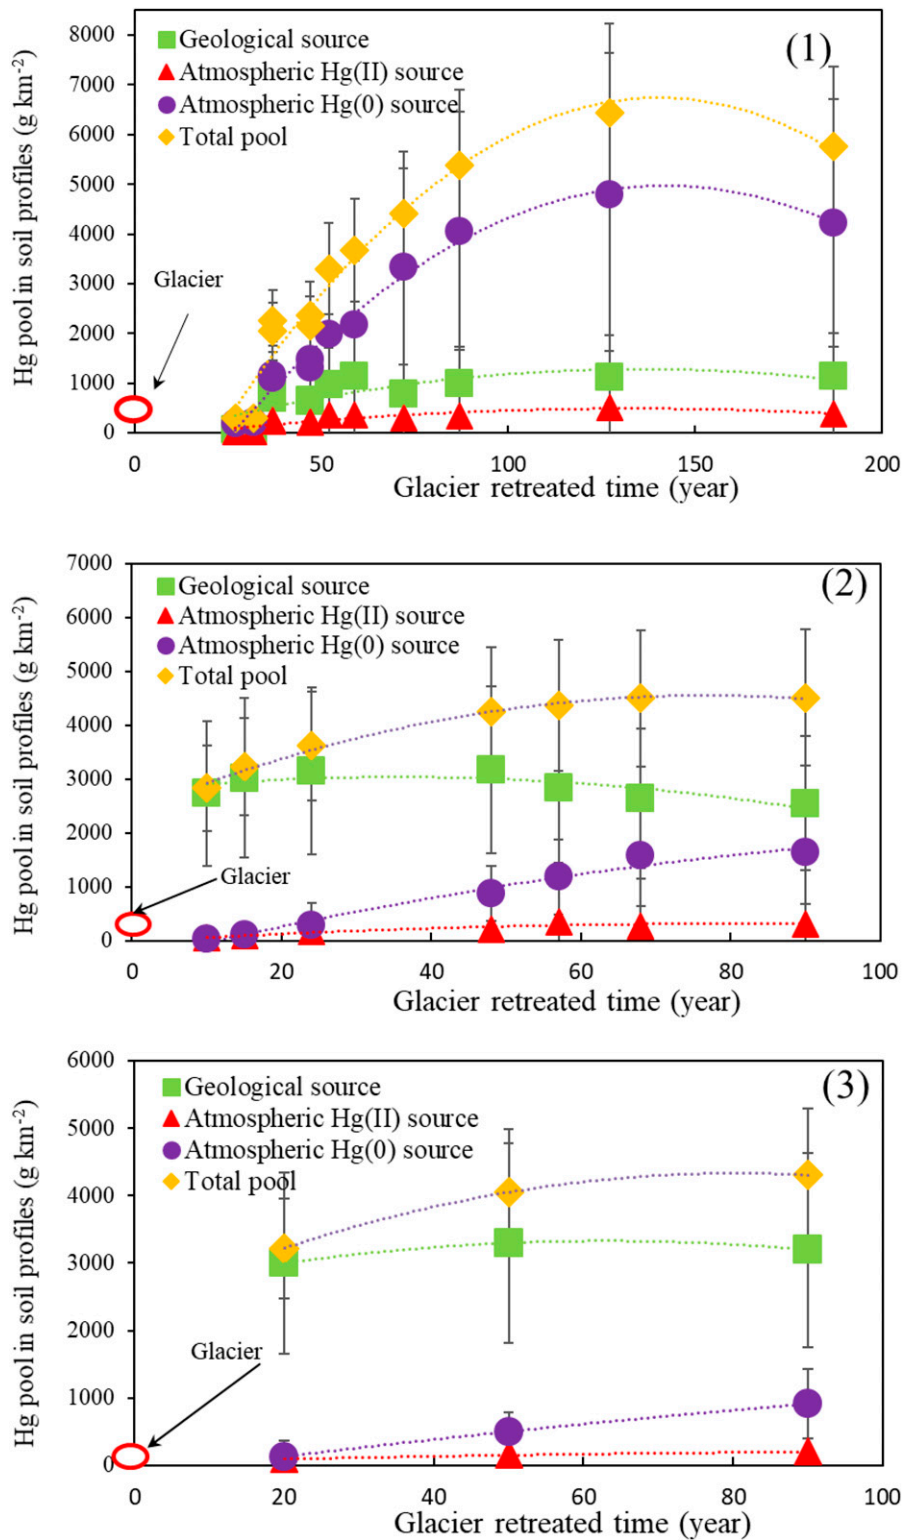 (1)
Geological source
Atmospheric Hg(II) source
Atmospheric Hg(0) source
Total pool
Glacier
Hg pool in soil profiles (g km⁻²)
8000
7000
6000
5000
4000
3000
2000
1000
0
0 50 100 150 200
Glacier retreated time (year)
(2)
Geological source
Atmospheric Hg(II) source
Atmospheric Hg(0) source
Total pool
Glacier
Hg pool in soil profiles (g km⁻²)
7000
6000
5000
4000
3000
2000
1000
0
0 20 40 60 80 100
Glacier retreated time (year)
(3)
Geological source
Atmospheric Hg(II) source
Atmospheric Hg(0) source
Total pool
Glacier
Hg pool in soil profiles (g km⁻²)
6000
5000
4000
3000
2000
1000
0
0 20 40 60 80 100
Glacier retreated time (year)